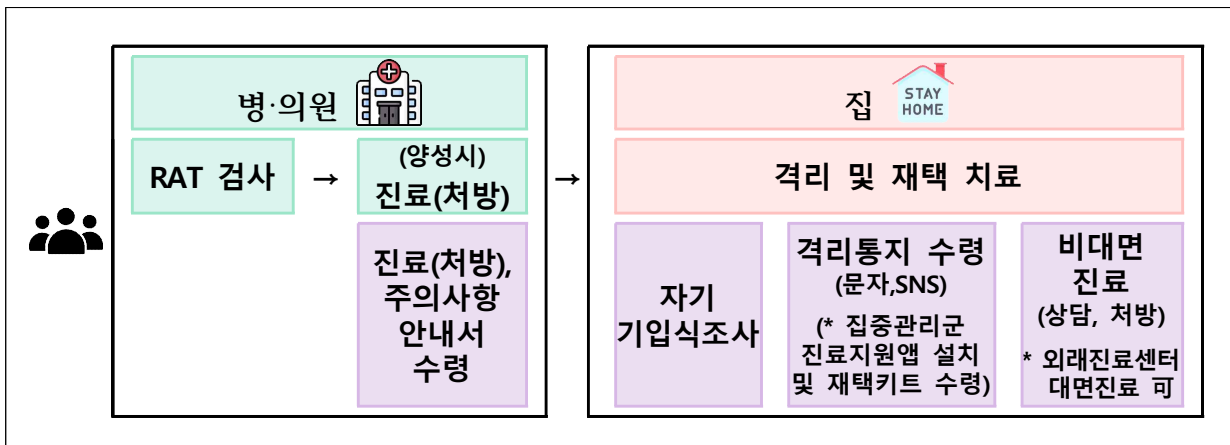 병·의원
RAT 검사
→
(양성시)
진료(처방)
진료(처방),
주의사항
안내서
수령
→
집
STAY
HOME
격리 및 재택 치료
자기
기입식조사
격리통지 수령
(문자,SNS)
(* 집중관리군
진료지원앱 설치
및 재택키트 수령)
비대면
진료
(상담, 처방)
* 외래진료센터
대면진료 可